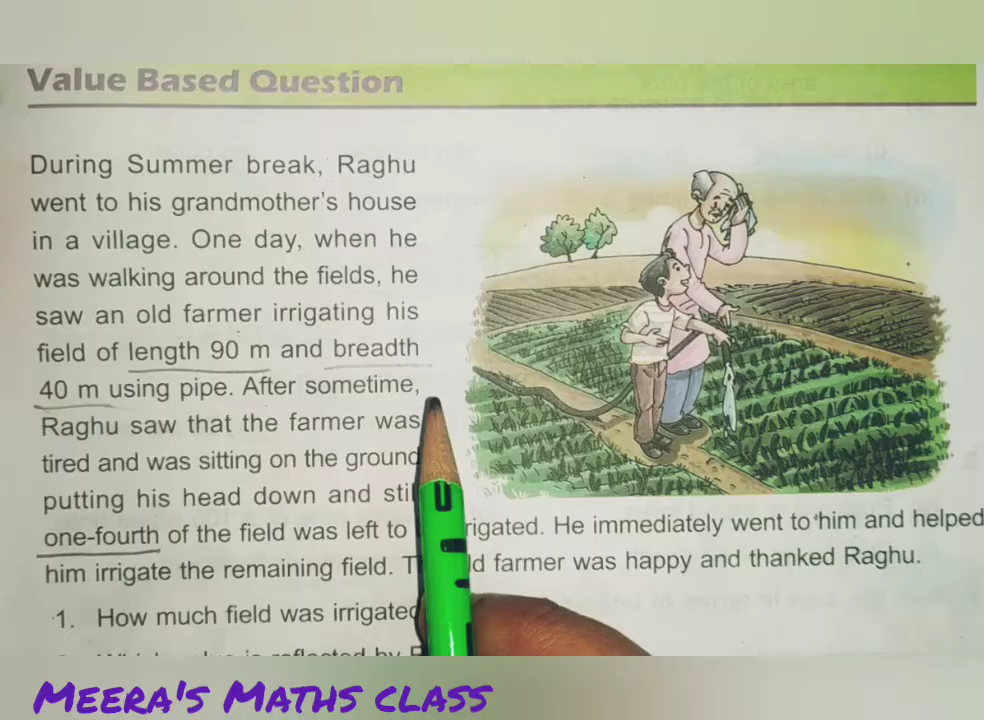 Value Based Question
During Summer break, Raghu
went to his grandmother's house
in a village. One day, when he
was walking around the fields, he
saw an old farmer irrigating his
field of length 90 m and breadth
40 m using pipe. After sometime,
Raghu saw that the farmer was
tired and was sitting on the ground
putting his head down and
one-fourth of the field was left to He immediately went to him and helped
him irrigate the remaining field. farmer was happy and thanked Raghu.
1. How much field was irrigated
MEERA'S MATHS CLASS